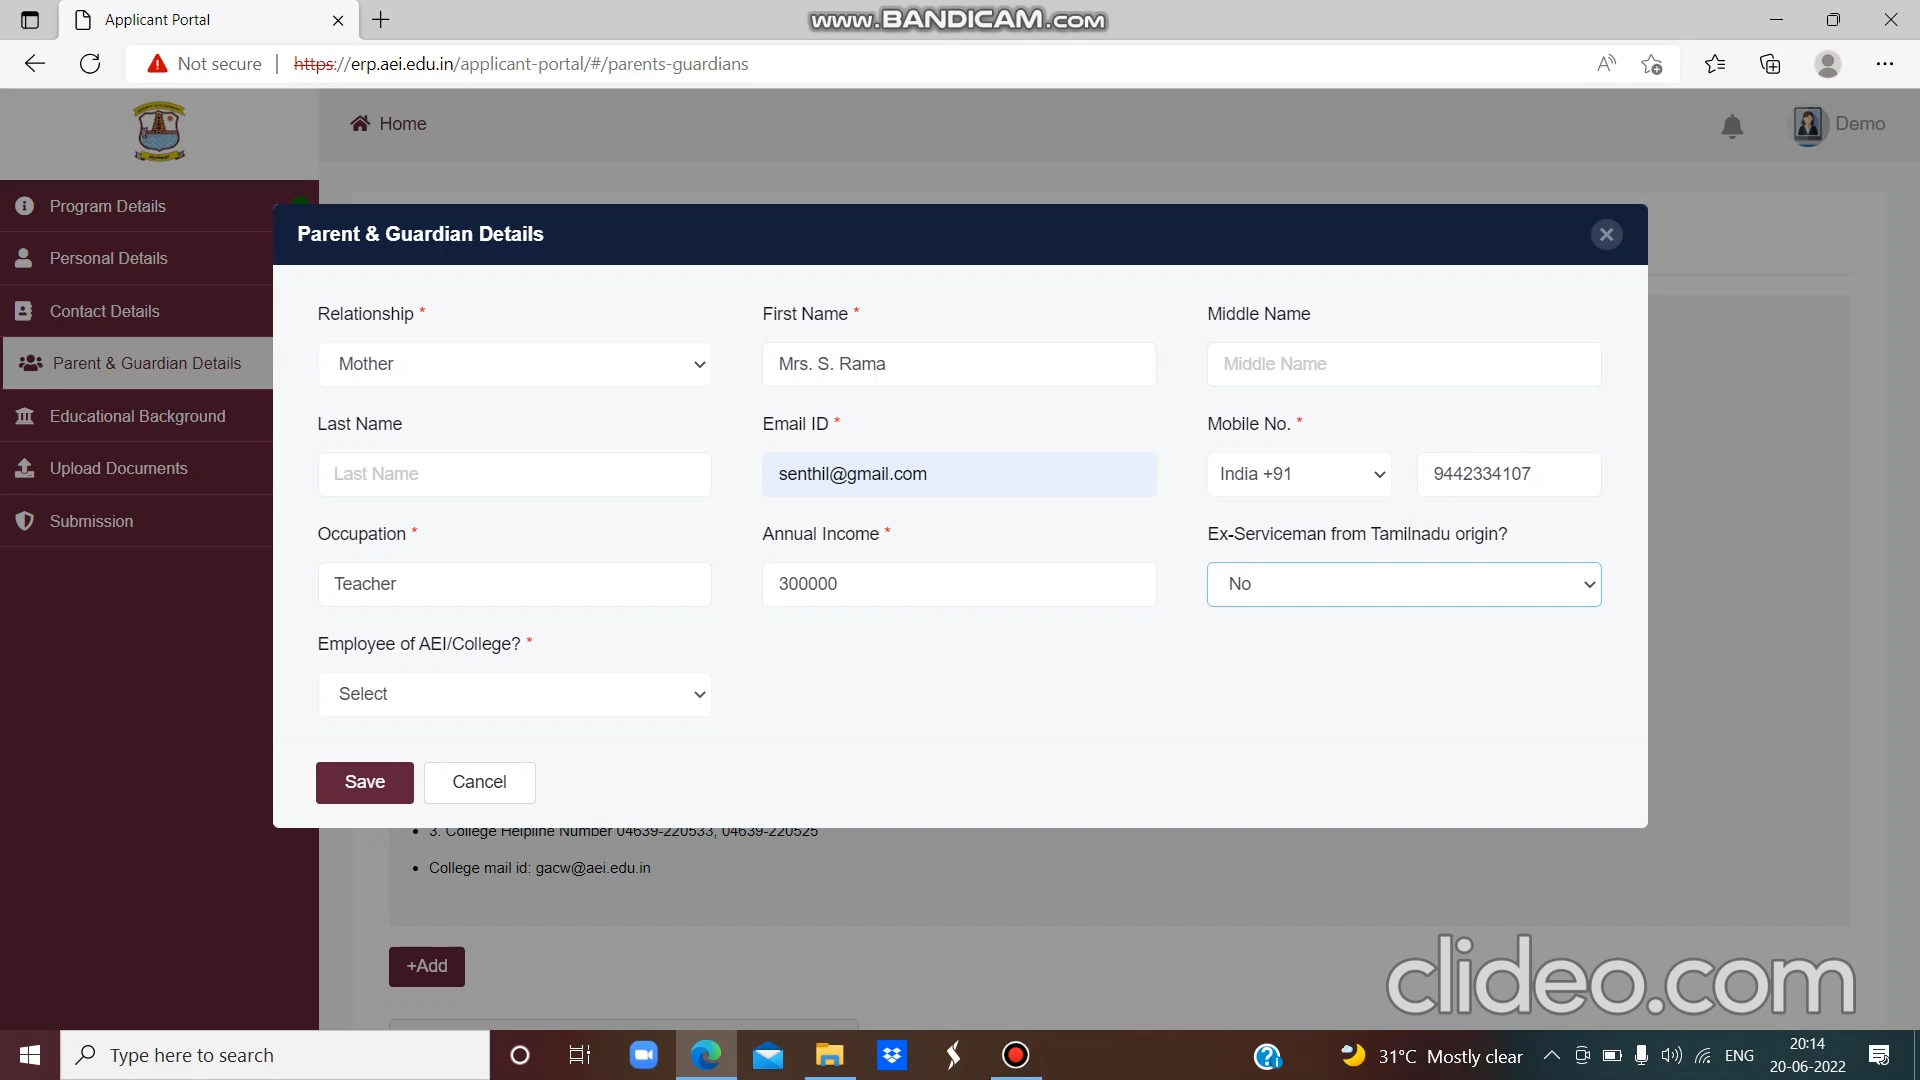 Applicant Portal
www.BANDICAM.com
Not secure
https://erp.aei.edu.in/applicant-portal/#/parents-guardians
Home
Demo
Program Details
Personal Details
Contact Details
Parent & Guardian Details
Educational Background
Upload Documents
Submission
Parent & Guardian Details
Relationship *
First Name *
Middle Name
Mother
Mrs. S. Rama
Middle Name
Last Name
Email ID *
Mobile No. *
Last Name
senthil@gmail.com
India +91
9442334107
Occupation *
Annual Income *
Ex-Serviceman from Tamilnadu origin?
Teacher
300000
No
Employee of AEI/College? *
Select
Save
Cancel
• 3. College Helpline Number 04639-220533, 04639-220525
• College mail id: gacw@aei.edu.in
+Add
clideo.com
Type here to search
31°C Mostly clear
ENG
20:14
20-06-2022